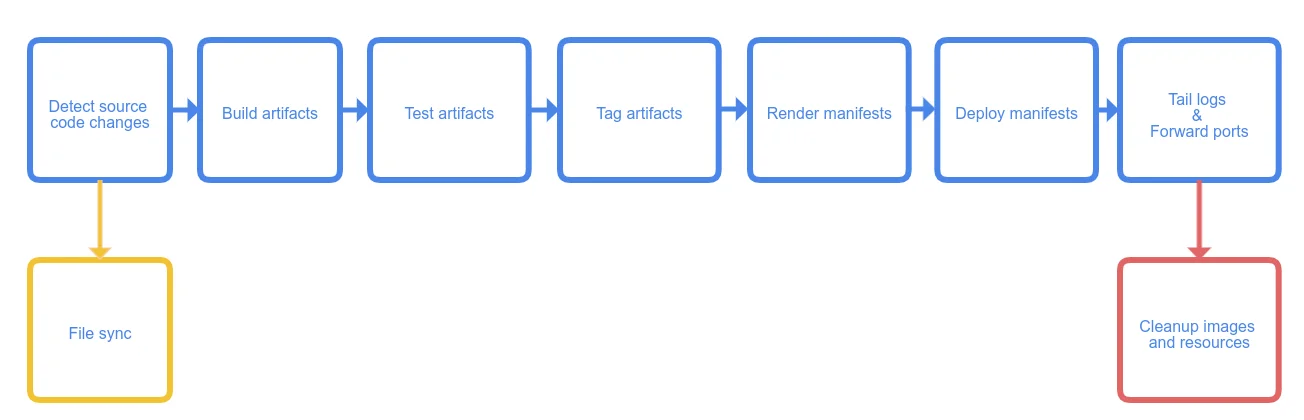 Detect source
code changes
Build artifacts
Test artifacts
Tag artifacts
Render manifests
Deploy manifests
Tail logs
&
Forward ports
File sync
Cleanup images
and resources